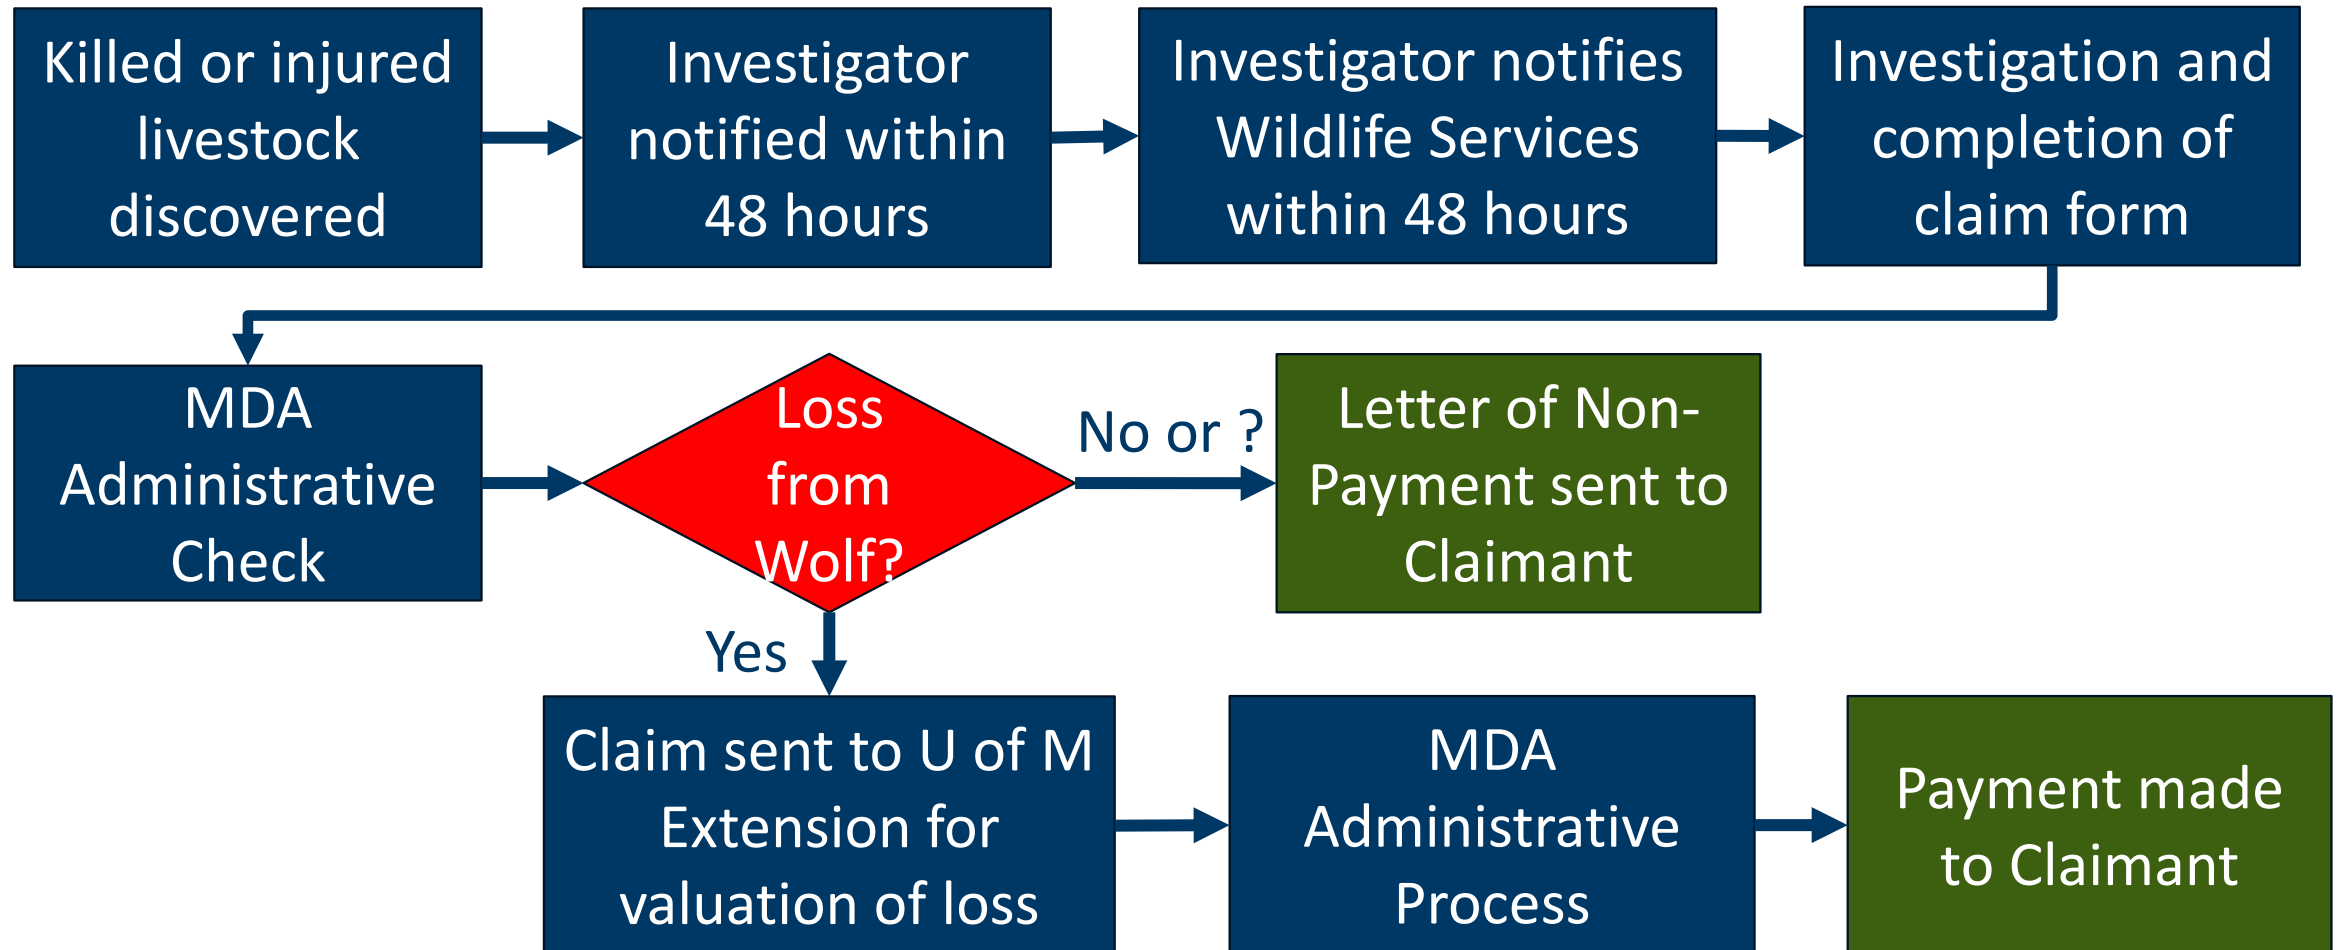 Killed or injured
livestock
discovered
Investigator
notified within
48 hours
Investigator notifies
Wildlife Services
within 48 hours
Investigation and
completion of
claim form
MDA
Administrative
Check
Loss
from
Wolf?
No or ?
Letter of Non-
Payment sent to
Claimant
Yes
Claim sent to U of M
Extension for
valuation of loss
MDA
Administrative
Process
Payment made
to Claimant